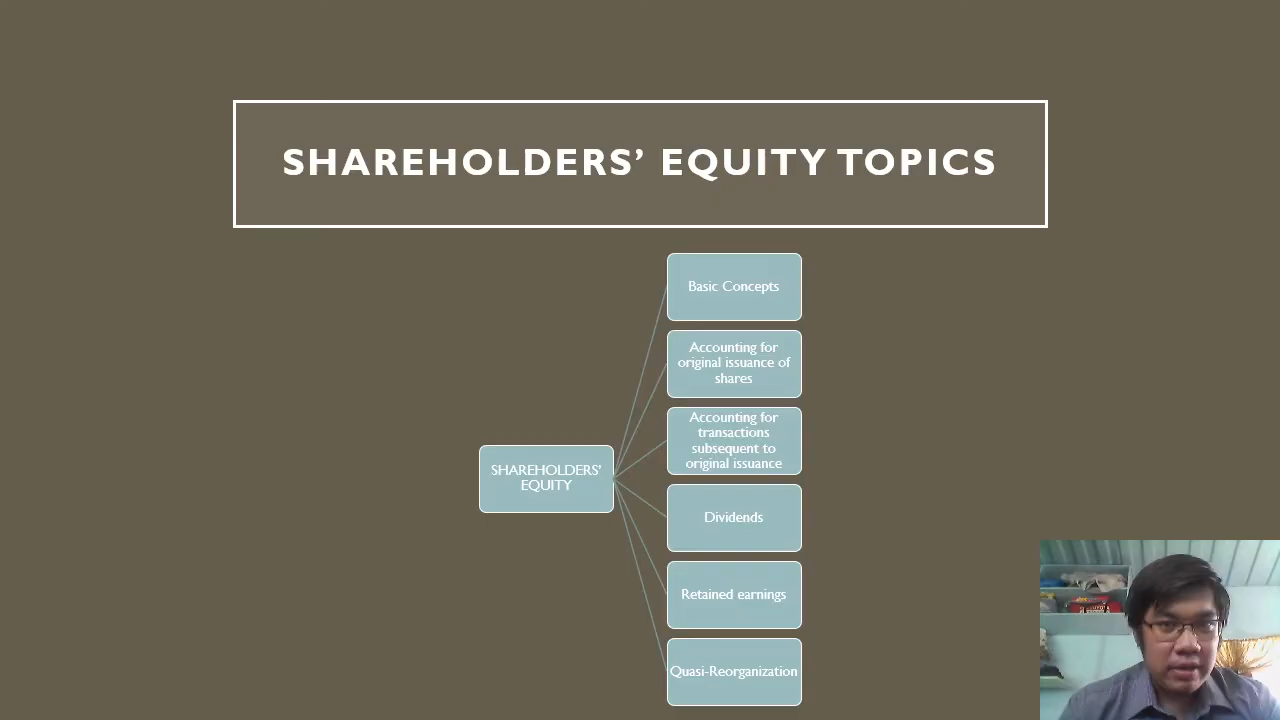 SHAREHOLDERS’ EQUITY TOPICS
Basic Concepts
Accounting for
original issuance of
shares
Accounting for
transactions
subsequent to
original issuance
SHAREHOLDERS’
EQUITY
Dividends
Retained earnings
Quasi-Reorganization